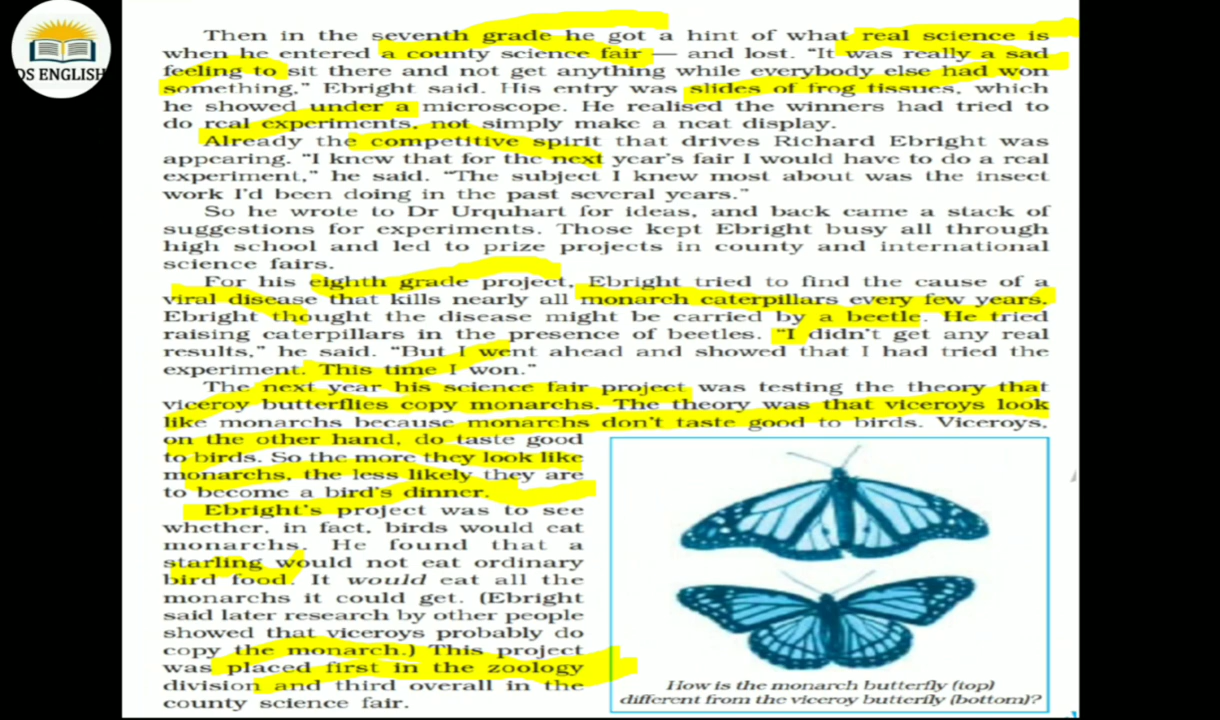 DS ENGLISH
Then in the seventh grade he got a hint of what real science is
when he entered a county science fair — and lost. “It was really a sad
feeling to sit there and not get anything while everybody else had won
something,” Ebright said. His entry was slides of frog tissues, which
he showed under a microscope. He realised the winners had tried to
do real experiments, not simply make a neat display.
Already the competitive spirit that drives Richard Ebright was
appearing. “I knew that for the next year’s fair I would have to do a real
experiment,” he said. “The subject I knew most about was the insect
work I’d been doing in the past several years.”
So he wrote to Dr Urquhart for ideas, and back came a stack of
suggestions for experiments. Those kept Ebright busy all through
high school and led to prize projects in county and international
science fairs.
For his eighth grade project, Ebright tried to find the cause of a
viral disease that kills nearly all monarch caterpillars every few years.
Ebright thought the disease might be carried by a beetle. He tried
raising caterpillars in the presence of beetles. “I didn’t get any real
results,” he said. “But I went ahead and showed that I had tried the
experiment. This time I won.”
The next year his science fair project was testing the theory that
viceroy butterflies copy monarchs. The theory was that viceroys look
like monarchs because monarchs don’t taste good to birds. Viceroys,
on the other hand, do taste good
to birds. So the more they look like
monarchs, the less likely they are
to become a bird’s dinner.
Ebright’s project was to see
whether, in fact, birds would eat
monarchs. He found that a
starling would not eat ordinary
bird food. It would eat all the
monarchs it could get. (Ebright
said later research by other people
showed that viceroys probably do
copy the monarch.) This project
was placed first in the zoology
division and third overall in the
county science fair.
How is the monarch butterfly (top)
different from the viceroy butterfly (bottom)?